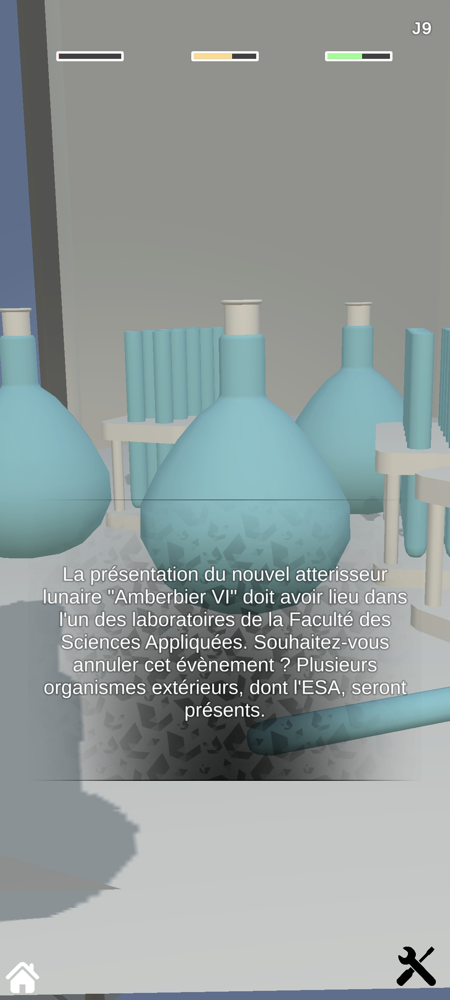 J9
La présentation du nouvel atterisseur
lunaire "Amberbier VI" doit avoir lieu dans
l'un des laboratoires de la Faculté des
Sciences Appliquées. Souhaitez-vous
annuler cet évènement ? Plusieurs
organismes extérieurs, dont l'ESA, seront
présents.